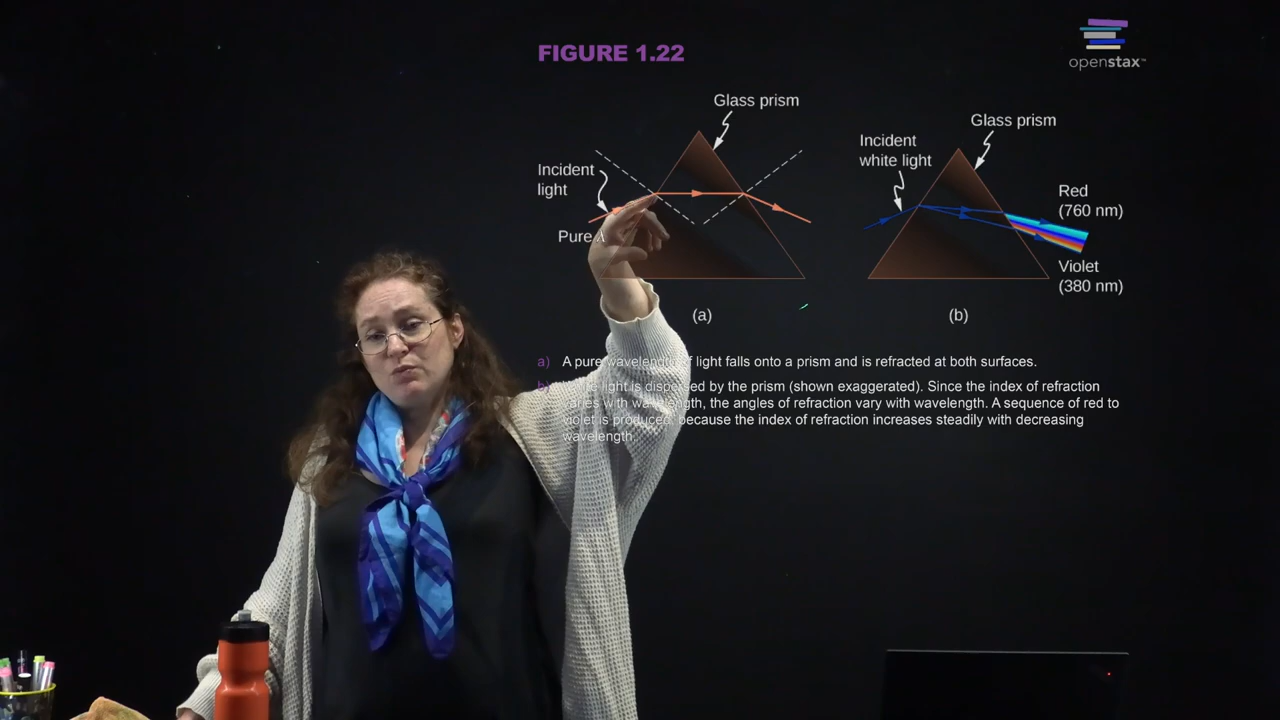 FIGURE 1.22
openstax
Glass prism
Incident
light
Pure λ
(a)
Glass prism
Incident
white light
Red
(760 nm)
Violet
(380 nm)
(b)
a) A pure wavelength of light falls onto a prism and is refracted at both surfaces.
b) light is dispersed by the prism (shown exaggerated). Since the index of refraction
varies with wavelength, the angles of refraction vary with wavelength. A sequence of red to
violet is produced, because the index of refraction increases steadily with decreasing
wavelength.